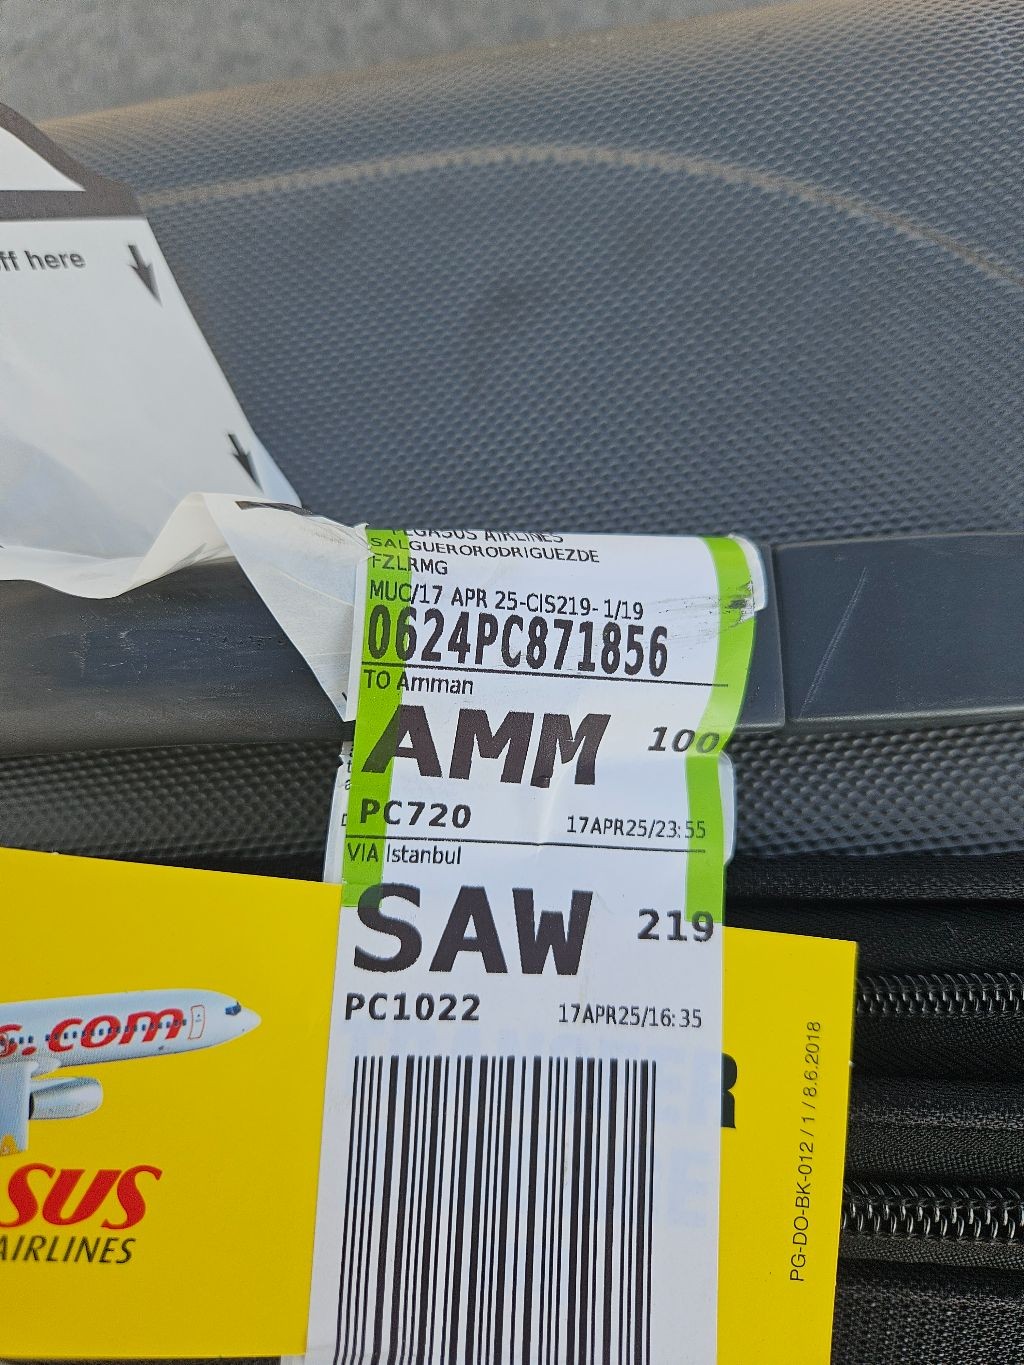 ff here
PEGASUS AIRLINES
SALGUERORODRIGUEZDE
FZLRMG
MUC/17 APR 25-CIS219- 1/19
0624PC871856
TO Amman
AMM 100
PC720 17APR25/23:55
VIA Istanbul
SAW 219
PC1022 17APR25/16:35
s.com
SUS
AIRLINES
R
PG-DO-BK-012 / 1 / 8.6.2018